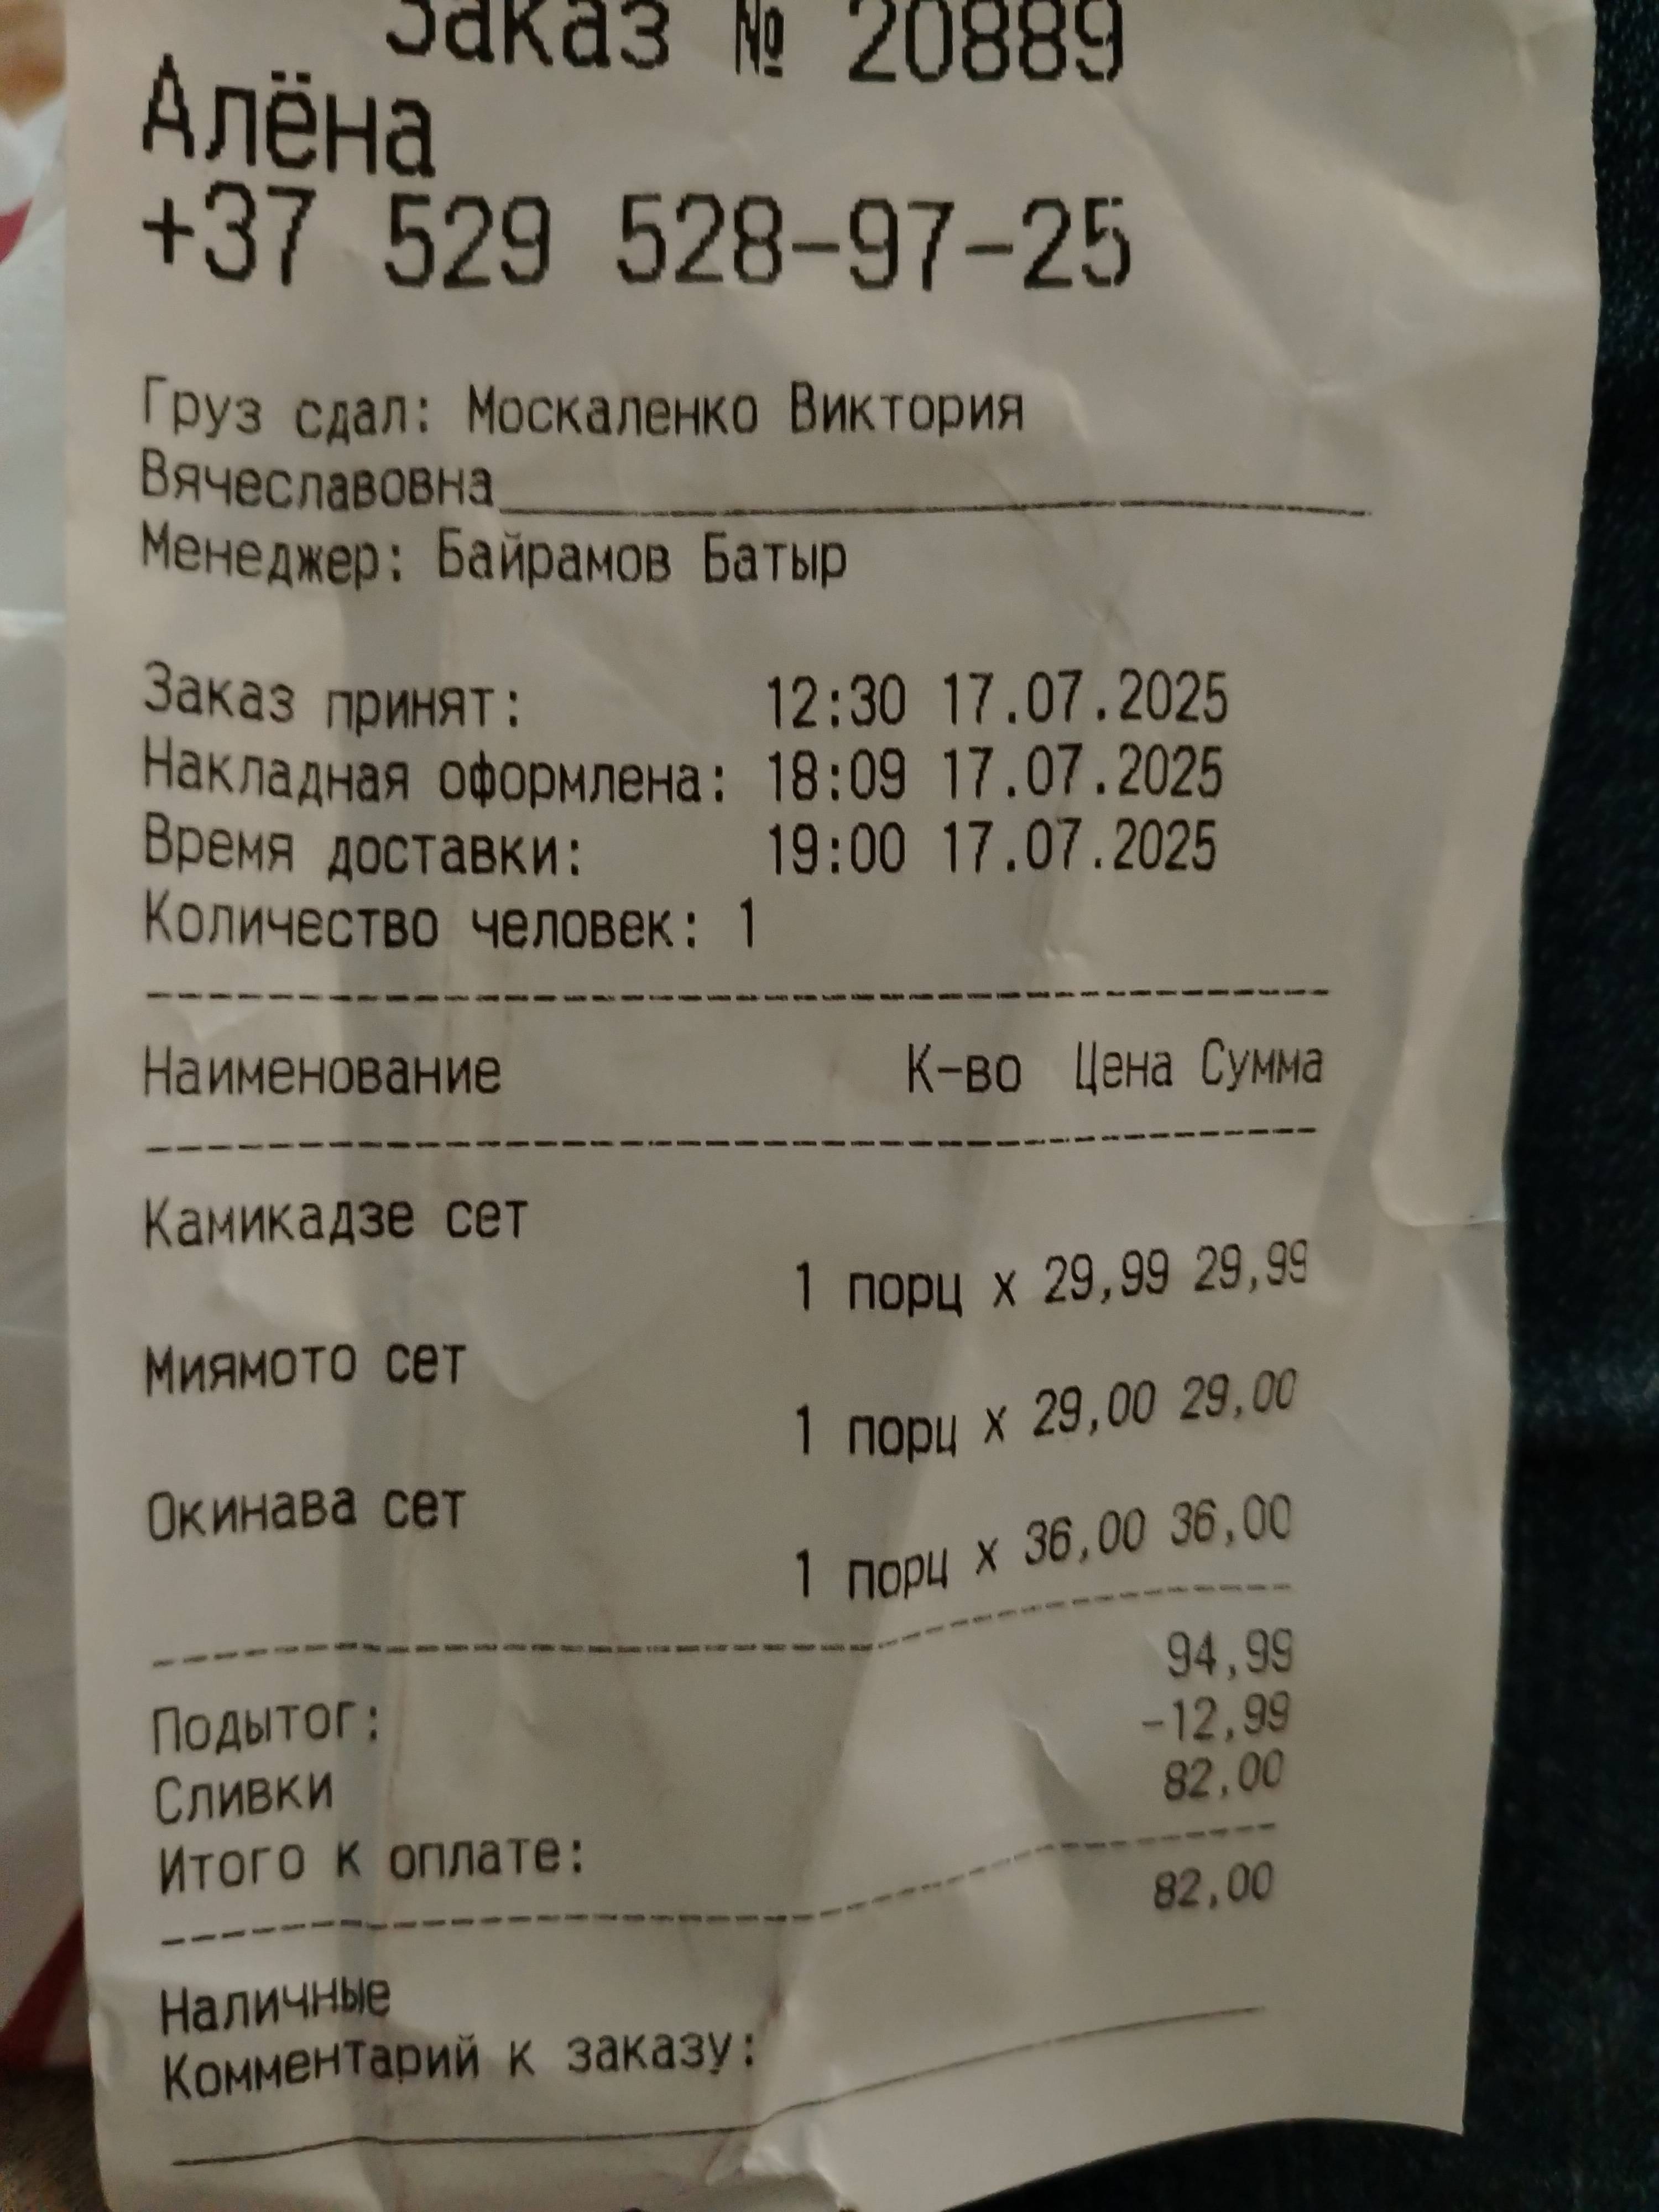 Заказ № 20889
Алёна
+37 529 528-97-25
Груз сдал: Москаленко Виктория
Вячеславовна
Менеджер: Байрамов Батыр
Заказ принят: 12:30 17.07.2025
Накладная оформлена: 18:09 17.07.2025
Время доставки: 19:00 17.07.2025
Количество человек: 1
Наименование К-во Цена Сумма
Камикадзе сет
1 порц x 29,99 29,99
Миямото сет
1 порц x 29,00 29,00
Окинава сет
1 порц x 36,00 36,00
Подытог: 94,99
Сливки -12,99
Итого к оплате: 82,00
Наличные 82,00
Комментарий к заказу: